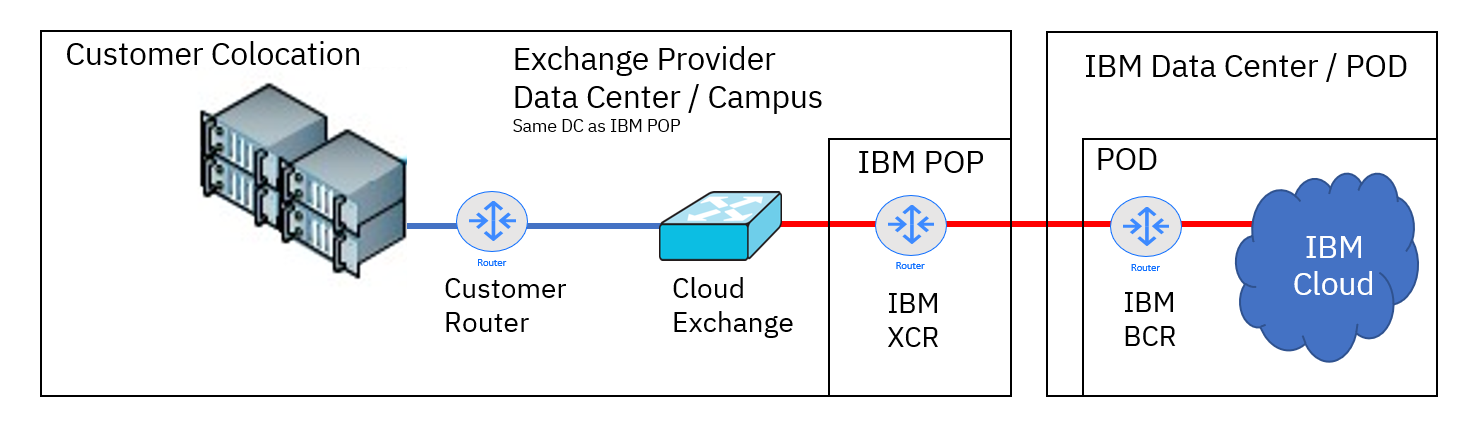 Customer Colocation
Exchange Provider
Data Center / Campus
Same DC as IBM POP
IBM Data Center / POD
IBM POP
POD
Router
Router
Router
IBM
Cloud
Customer
Router
Cloud
Exchange
IBM
XCR
IBM
BCR